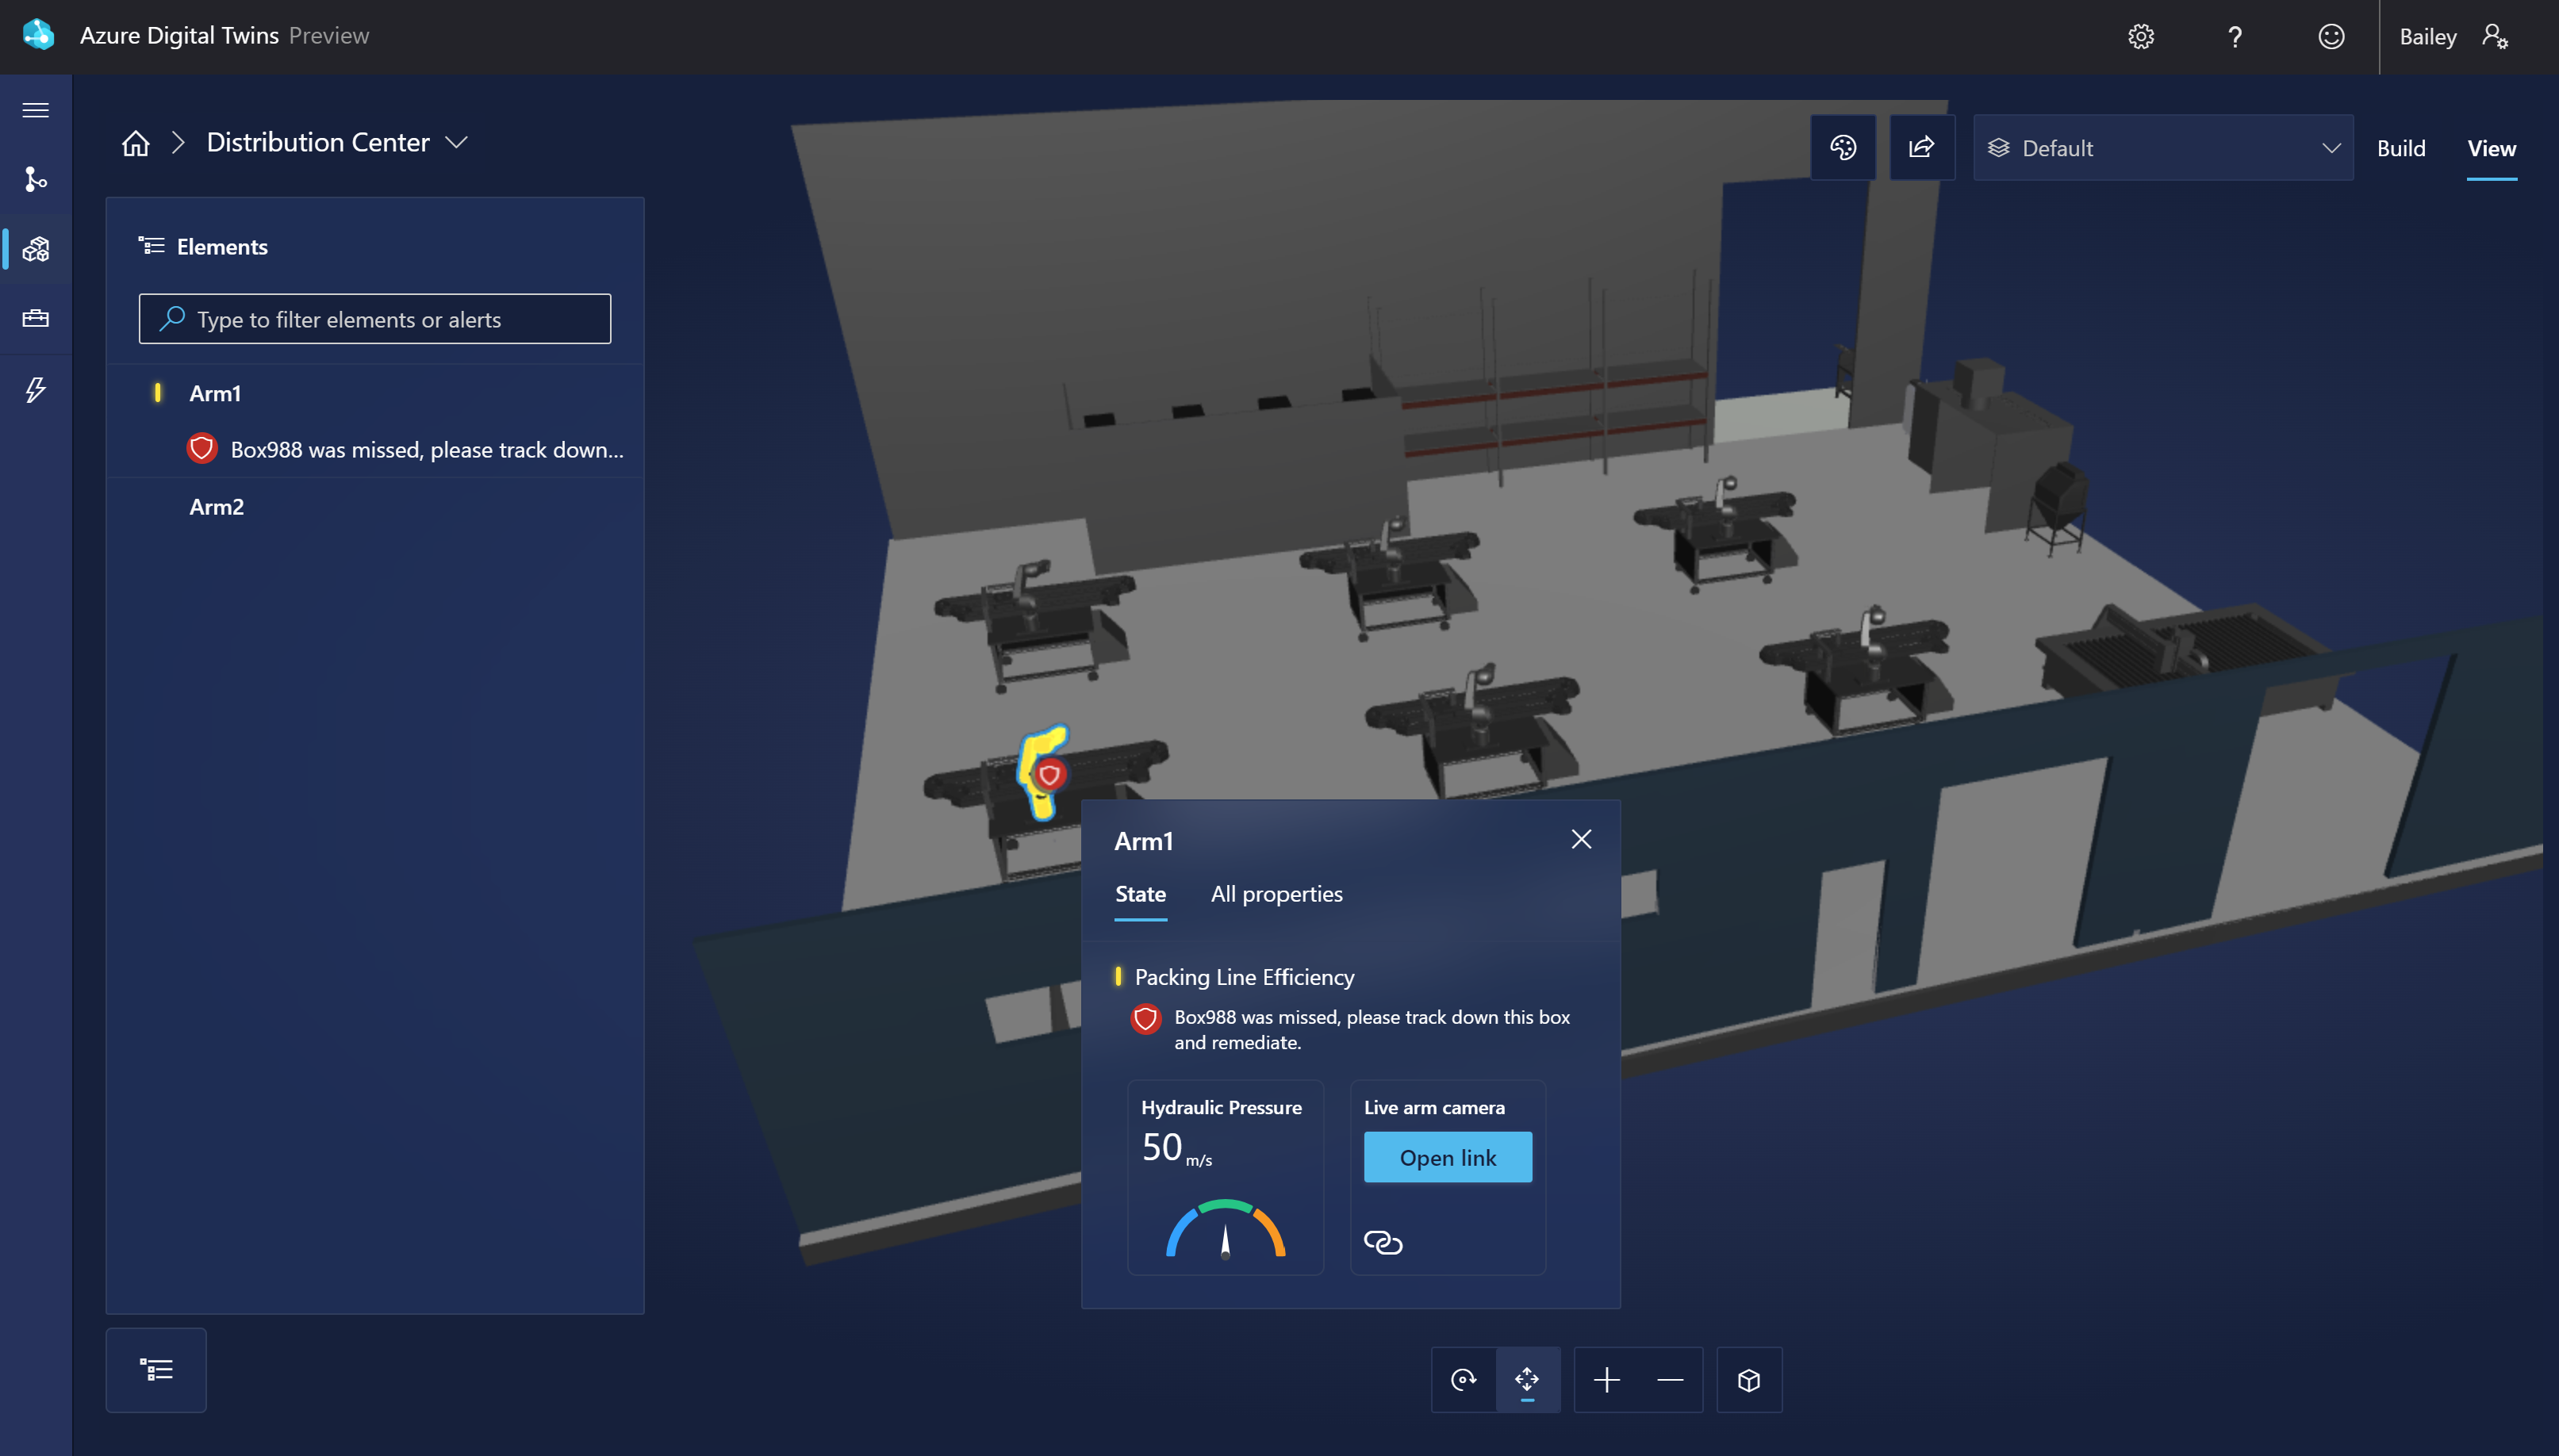 Azure Digital Twins Preview
Bailey
Distribution Center
Default
Build
View
Elements
Type to filter elements or alerts
Arm1
Box988 was missed, please track down...
Arm2
Arm1
State
All properties
Packing Line Efficiency
Box988 was missed, please track down this box
and remediate.
Hydraulic Pressure
50 m/s
Live arm camera
Open link